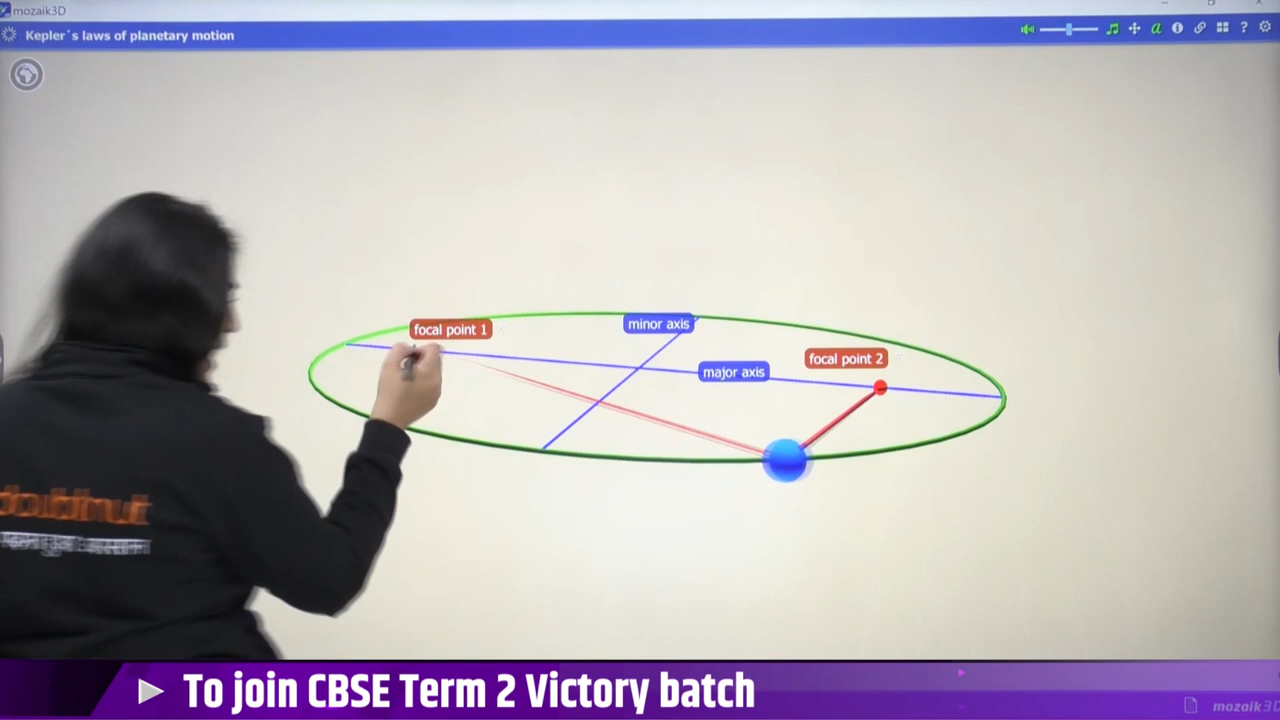 mozaik3D
Kepler´s laws of planetary motion
focal point 1
minor axis
focal point 2
major axis
doubtnut
To join CBSE Term 2 Victory batch
mozaik3D